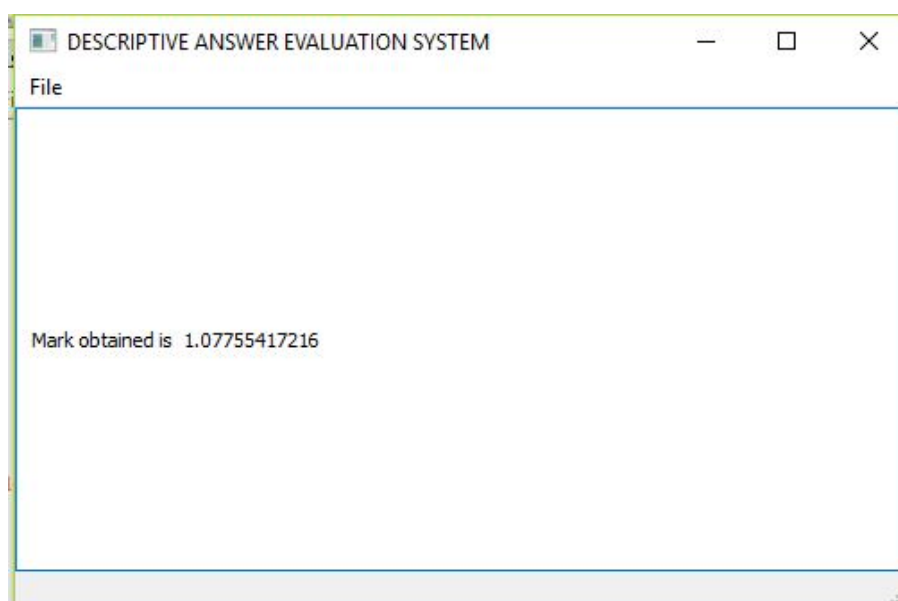 DESCRIPTIVE ANSWER EVALUATION SYSTEM
File
Mark obtained is 1.07755417216